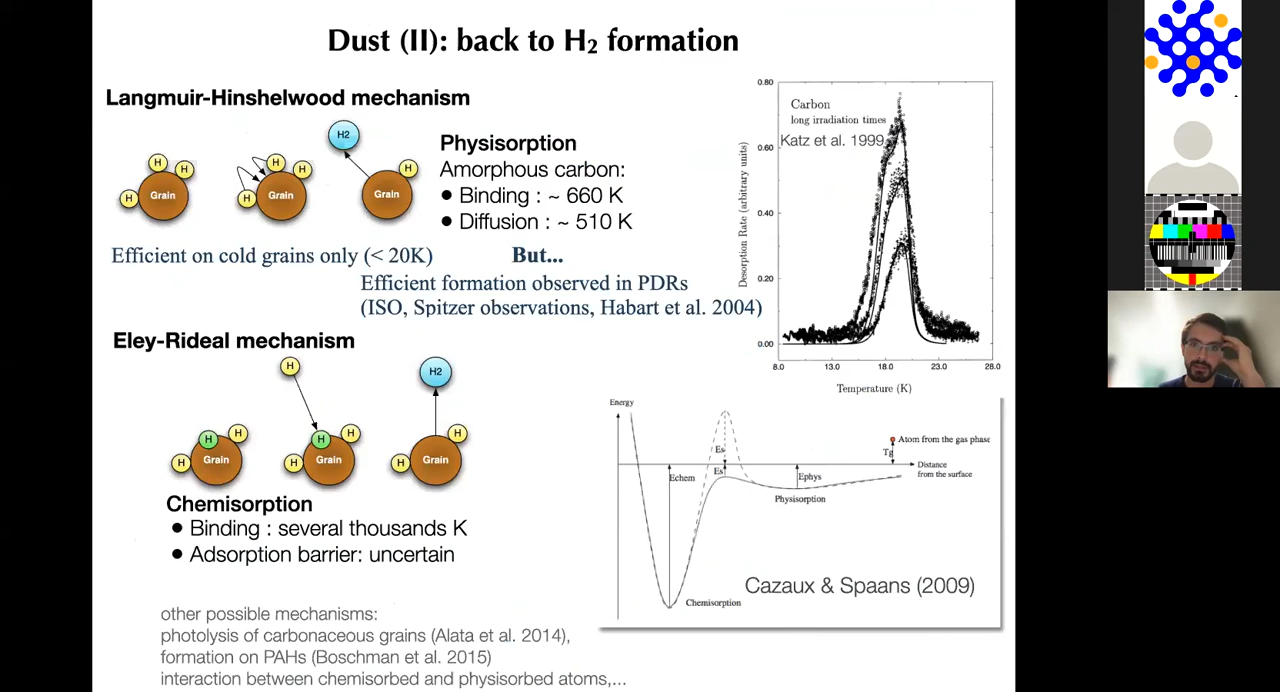 Dust (II): back to H₂ formation
Langmuir-Hinshelwood mechanism
H H H Grain
H H H Grain
H2 H Grain
Physisorption
Amorphous carbon:
• Binding : ~ 660 K
• Diffusion : ~ 510 K
Efficient on cold grains only (< 20K)
But...
Efficient formation observed in PDRs
(ISO, Spitzer observations, Habart et al. 2004)
0.80
0.60
0.40
0.20
0.00
Desorption Rate (arbitrary units)
Carbon
long irradiation times
Katz et al. 1999
8.0 13.0 18.0 23.0 28.0
Temperature (K)
Eley-Rideal mechanism
H H H Grain
H H H H Grain
H2 H H Grain
Chemisorption
• Binding : several thousands K
• Adsorption barrier: uncertain
Energy
Es
Es
Echem
Ephys
Physisorption
Tg
Atom from the gas phase
Distance
from the surface
Chemisorption
Cazaux & Spaans (2009)
other possible mechanisms:
photolysis of carbonaceous grains (Alata et al. 2014),
formation on PAHs (Boschman et al. 2015)
interaction between chemisorbed and physisorbed atoms,...